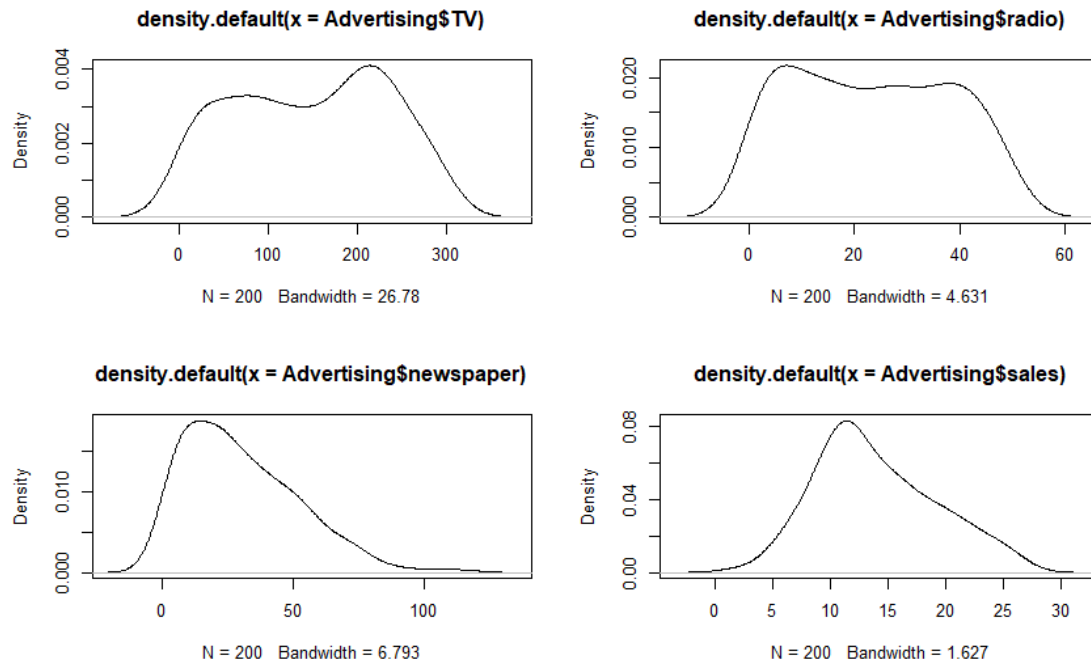 density.default(x = Advertising$TV)
Density
0.000 0.002 0.004
0 100 200 300
N = 200 Bandwidth = 26.78
density.default(x = Advertising$radio)
Density
0.000 0.010 0.020
0 20 40 60
N = 200 Bandwidth = 4.631
density.default(x = Advertising$newspaper)
Density
0.000 0.010
0 50 100
N = 200 Bandwidth = 6.793
density.default(x = Advertising$sales)
Density
0.00 0.04 0.08
0 5 10 15 20 25 30
N = 200 Bandwidth = 1.627